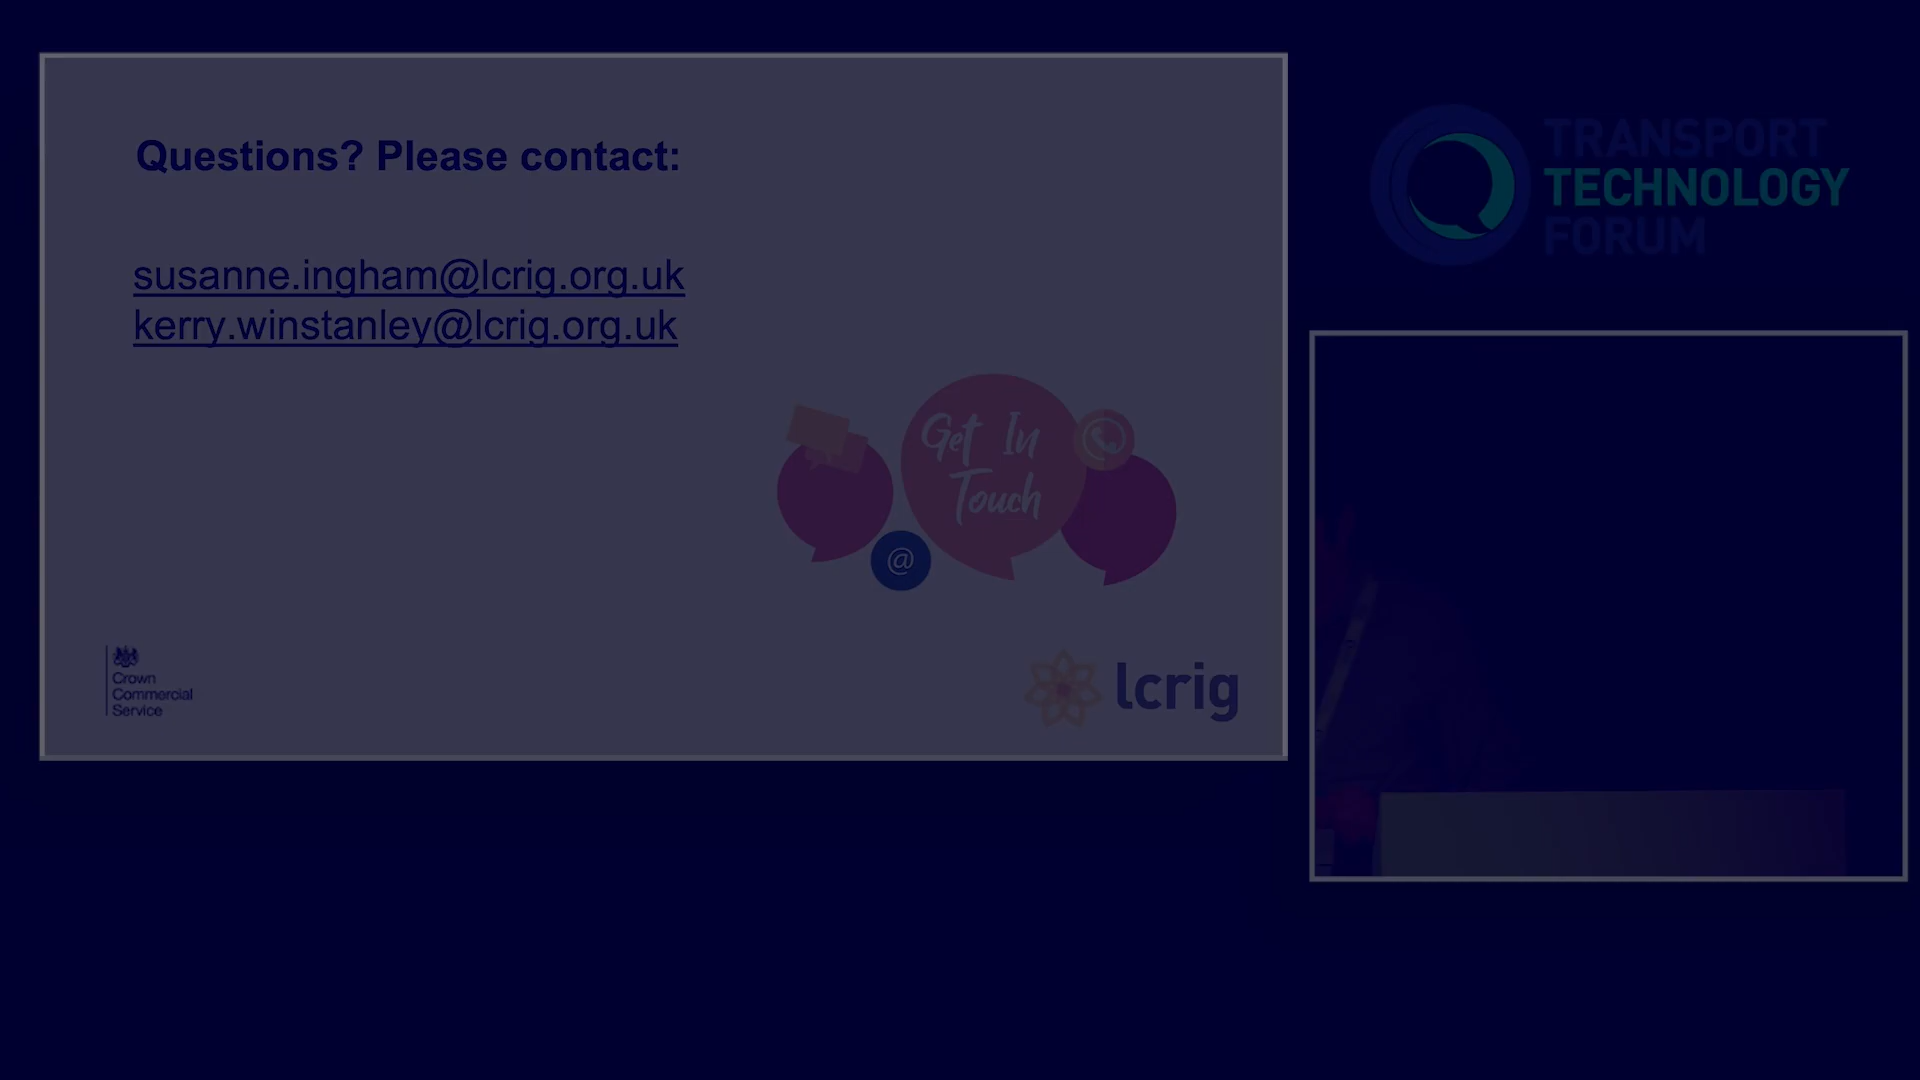 Questions? Please contact:
susanne.ingham@lcrig.org.uk
kerry.winstanley@lcrig.org.uk
Get In
Touch
@
Crown
Commercial
Service
lcrig
TRANSPORT
TECHNOLOGY
FORUM